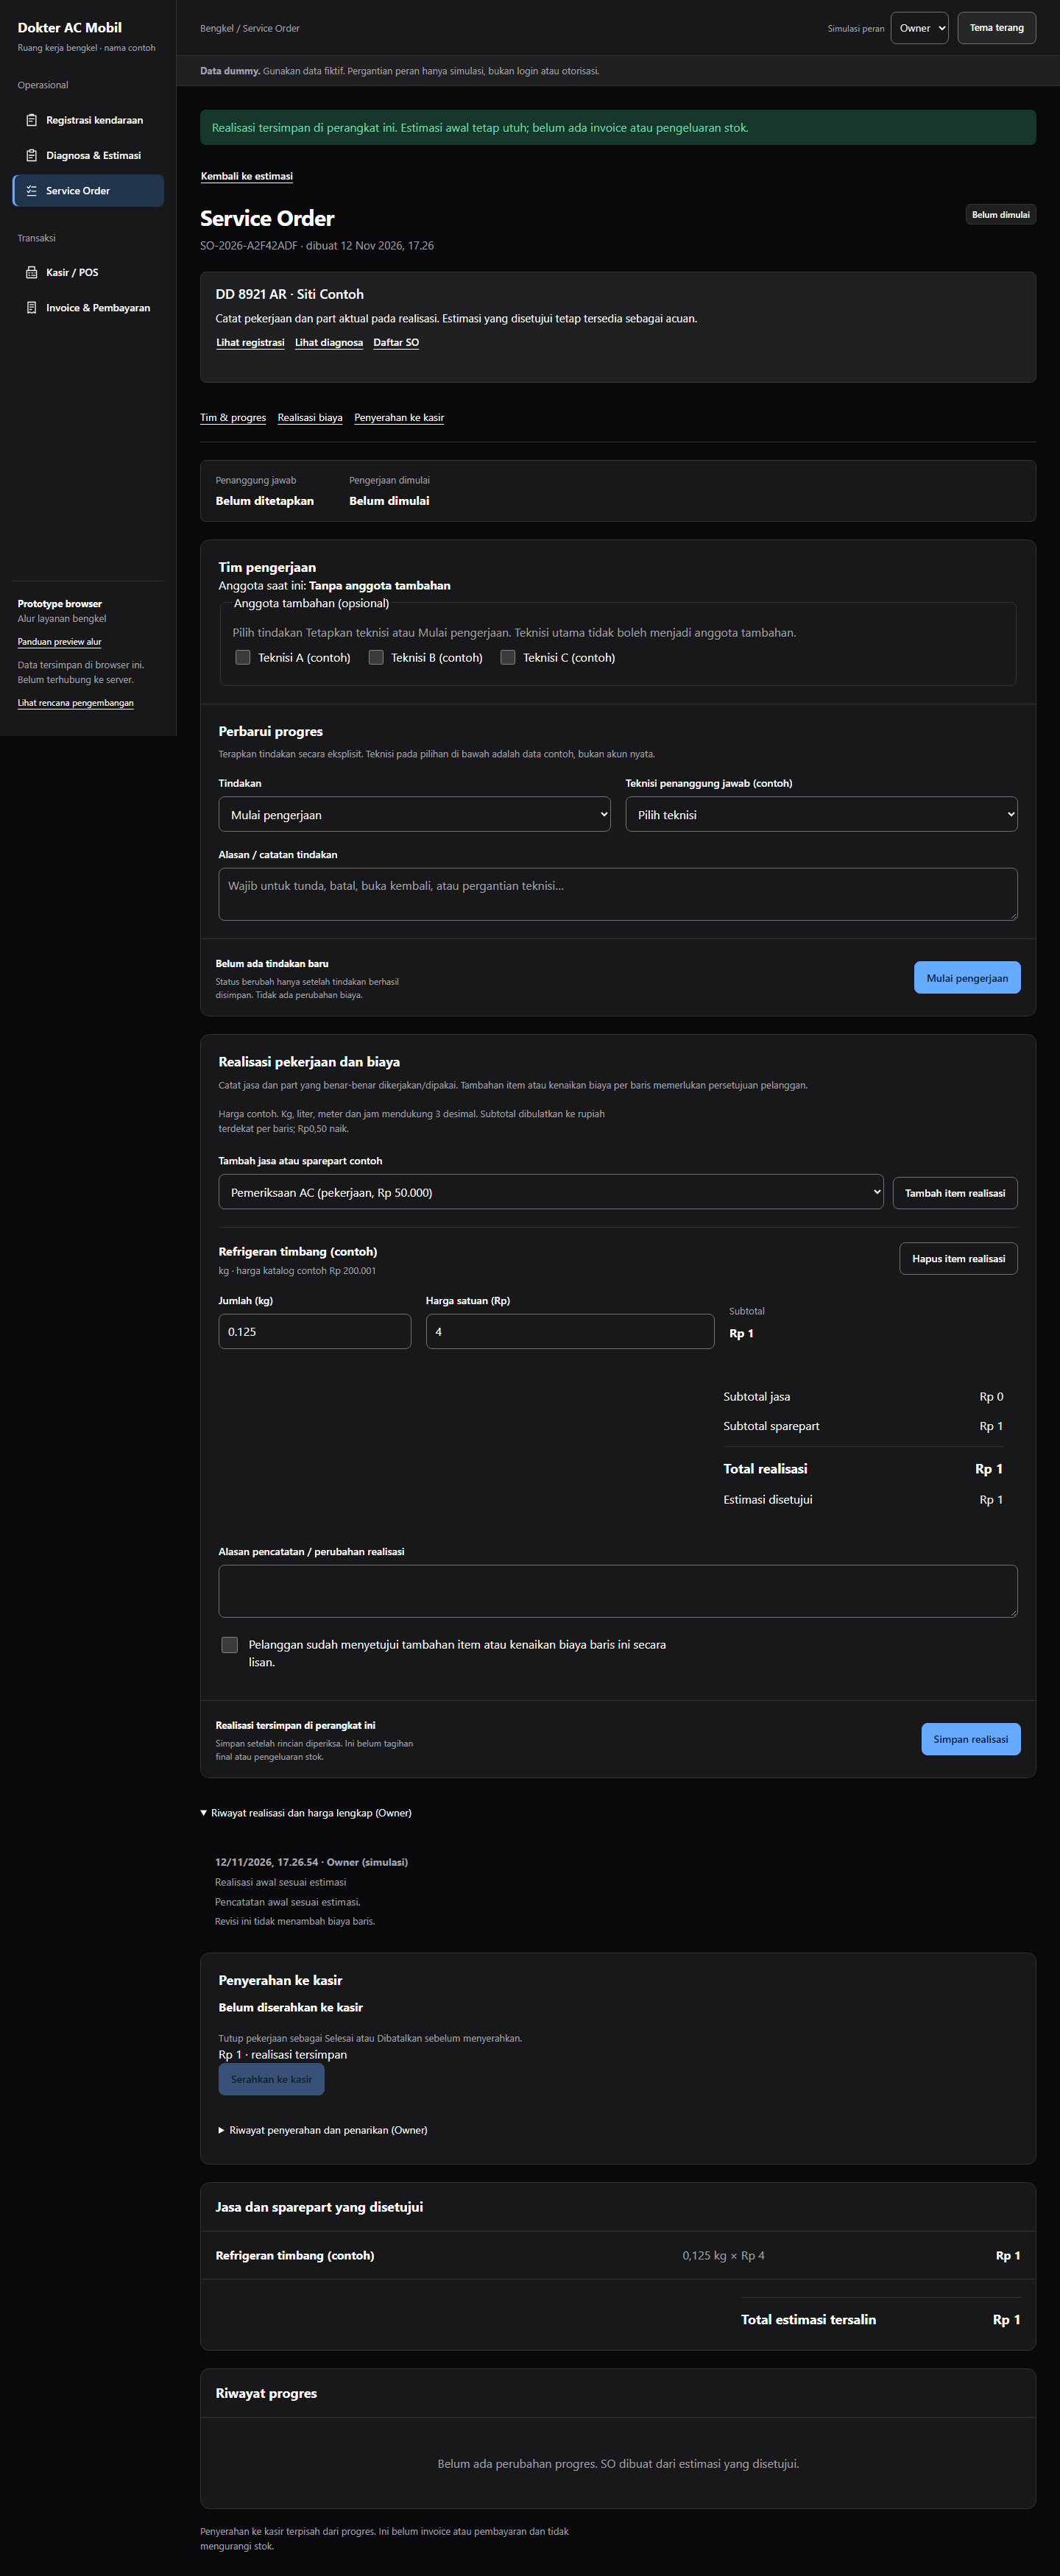 Dokter AC Mobil
Ruang kerja bengkel · nama contoh
Operasional
Registrasi kendaraan
Diagnosa & Estimasi
Service Order
Transaksi
Kasir / POS
Invoice & Pembayaran
Prototype browser
Alur layanan bengkel
Panduan preview alur
Data tersimpan di browser ini.
Belum terhubung ke server.
Lihat rencana pengembangan
Bengkel / Service Order
Simulasi peran
Owner
Tema terang
Data dummy. Gunakan data fiktif. Pergantian peran hanya simulasi, bukan login atau otorisasi.
Realisasi tersimpan di perangkat ini. Estimasi awal tetap utuh; belum ada invoice atau pengeluaran stok.
Kembali ke estimasi
Service Order
Belum dimulai
SO-2026-A2F42ADF · dibuat 12 Nov 2026, 17.26
DD 8921 AR · Siti Contoh
Catat pekerjaan dan part aktual pada realisasi. Estimasi yang disetujui tetap tersedia sebagai acuan.
Lihat registrasi Lihat diagnosa Daftar SO
Tim & progres Realisasi biaya Penyerahan ke kasir
Penanggung jawab
Belum ditetapkan
Pengerjaan dimulai
Belum dimulai
Tim pengerjaan
Anggota saat ini: Tanpa anggota tambahan
Anggota tambahan (opsional)
Pilih tindakan Tetapkan teknisi atau Mulai pengerjaan. Teknisi utama tidak boleh menjadi anggota tambahan.
Teknisi A (contoh) Teknisi B (contoh) Teknisi C (contoh)
Perbarui progres
Terapkan tindakan secara eksplisit. Teknisi pada pilihan di bawah adalah data contoh, bukan akun nyata.
Tindakan
Mulai pengerjaan
Teknisi penanggung jawab (contoh)
Pilih teknisi
Alasan / catatan tindakan
Wajib untuk tunda, batal, buka kembali, atau pergantian teknisi...
Belum ada tindakan baru
Status berubah hanya setelah tindakan berhasil
disimpan. Tidak ada perubahan biaya.
Mulai pengerjaan
Realisasi pekerjaan dan biaya
Catat jasa dan part yang benar-benar dikerjakan/dipakai. Tambahan item atau kenaikan biaya per baris memerlukan persetujuan pelanggan.
Harga contoh. Kg, liter, meter dan jam mendukung 3 desimal. Subtotal dibulatkan ke rupiah
terdekat per baris; Rp0,50 naik.
Tambah jasa atau sparepart contoh
Pemeriksaan AC (pekerjaan, Rp 50.000)
Tambah item realisasi
Refrigeran timbang (contoh)
kg · harga katalog contoh Rp 200.001
Hapus item realisasi
Jumlah (kg)
0.125
Harga satuan (Rp)
4
Subtotal
Rp 1
Subtotal jasa Rp 0
Subtotal sparepart Rp 1
Total realisasi Rp 1
Estimasi disetujui Rp 1
Alasan pencatatan / perubahan realisasi
Pelanggan sudah menyetujui tambahan item atau kenaikan biaya baris ini secara
lisan.
Realisasi tersimpan di perangkat ini
Simpan setelah rincian diperiksa. Ini belum tagihan
final atau pengeluaran stok.
Simpan realisasi
Riwayat realisasi dan harga lengkap (Owner)
12/11/2026, 17.26.54 · Owner (simulasi)
Realisasi awal sesuai estimasi
Pencatatan awal sesuai estimasi.
Revisi ini tidak menambah biaya baris.
Penyerahan ke kasir
Belum diserahkan ke kasir
Tutup pekerjaan sebagai Selesai atau Dibatalkan sebelum menyerahkan.
Rp 1 · realisasi tersimpan
Serahkan ke kasir
Riwayat penyerahan dan penarikan (Owner)
Jasa dan sparepart yang disetujui
Refrigeran timbang (contoh) 0,125 kg × Rp 4 Rp 1
Total estimasi tersalin Rp 1
Riwayat progres
Belum ada perubahan progres. SO dibuat dari estimasi yang disetujui.
Penyerahan ke kasir terpisah dari progres. Ini belum invoice atau pembayaran dan tidak
mengurangi stok.